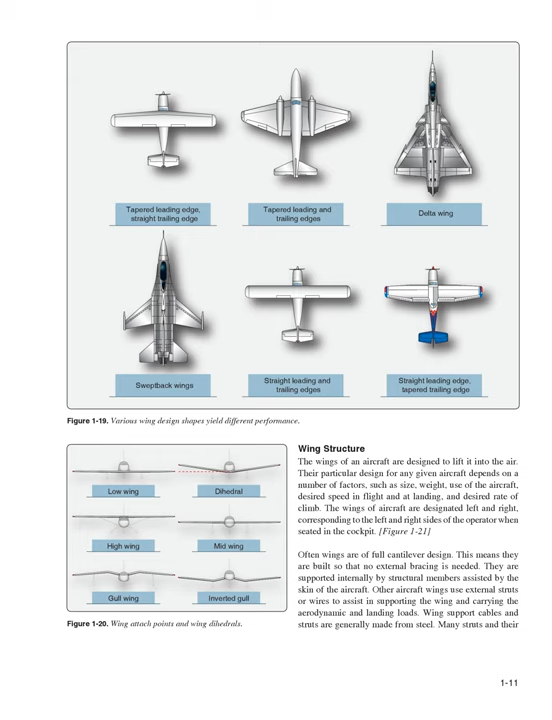 Tapered leading edge,
straight trailing edge
Tapered leading and
trailing edges
Delta wing
Sweptback wings
Straight leading and
trailing edges
Straight leading edge,
tapered trailing edge
Figure 1-19. Various wing design shapes yield different performance.
Low wing
Dihedral
High wing
Mid wing
Gull wing
Inverted gull
Figure 1-20. Wing attach points and wing dihedrals.
Wing Structure
The wings of an aircraft are designed to lift it into the air.
Their particular design for any given aircraft depends on a
number of factors, such as size, weight, use of the aircraft,
desired speed in flight and at landing, and desired rate of
climb. The wings of aircraft are designated left and right,
corresponding to the left and right sides of the operator when
seated in the cockpit. [Figure 1-21]
Often wings are of full cantilever design. This means they
are built so that no external bracing is needed. They are
supported internally by structural members assisted by the
skin of the aircraft. Other aircraft wings use external struts
or wires to assist in supporting the wing and carrying the
aerodynamic and landing loads. Wing support cables and
struts are generally made from steel. Many struts and their
1-11